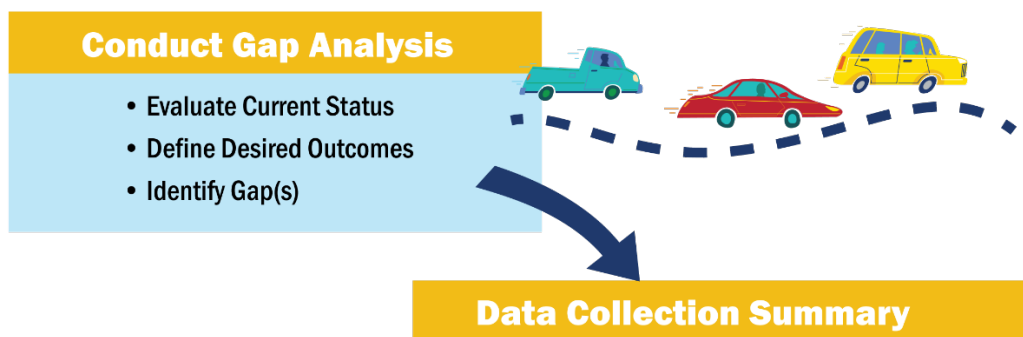 Conduct Gap Analysis
• Evaluate Current Status
• Define Desired Outcomes
• Identify Gap(s)
Data Collection Summary